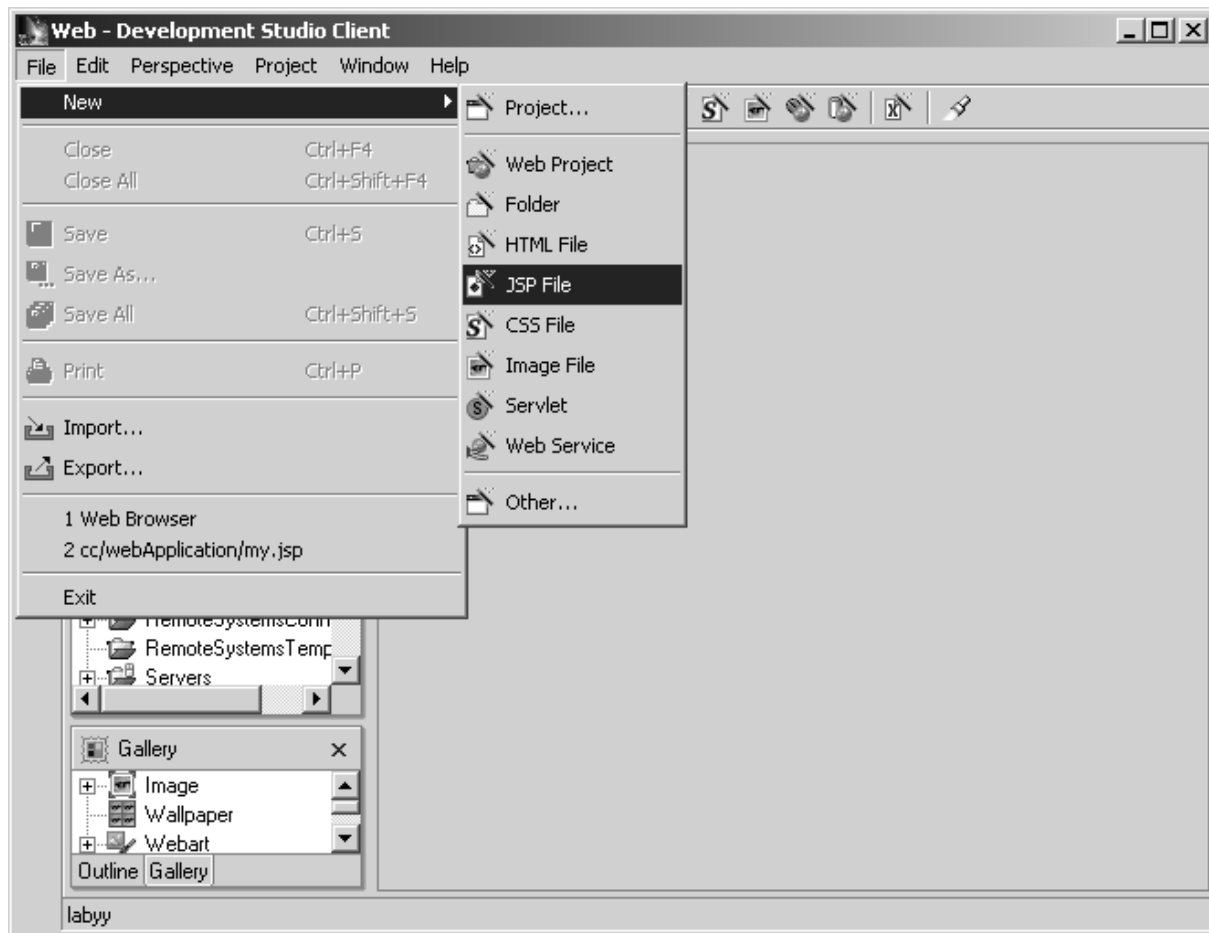 Web - Development Studio Client
File Edit Perspective Project Window Help
New
Close Ctrl+F4
Close All Ctrl+Shift+F4
Save Ctrl+S
Save As...
Save All Ctrl+Shift+S
Print Ctrl+P
Import...
Export...
1 Web Browser
2 cc/webApplication/my.jsp
Exit
Project...
Web Project
Folder
HTML File
JSP File
CSS File
Image File
Servlet
Web Service
Other...
RemoteSystemsConn
RemoteSystemsTemp
Servers
Gallery
Image
Wallpaper
Webart
Outline Gallery
labyy